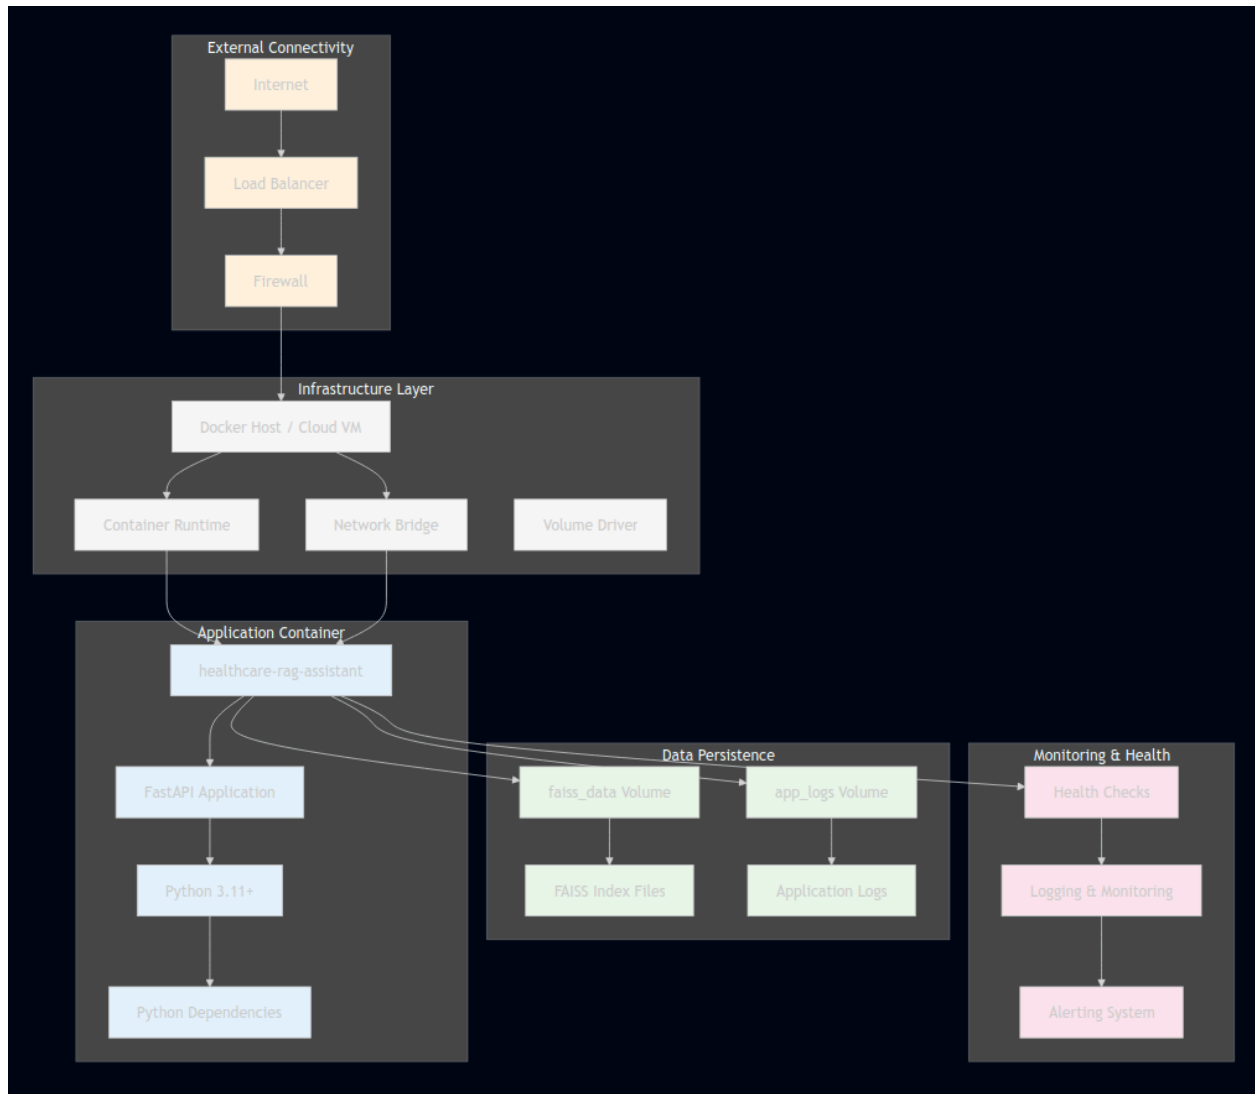 External Connectivity
Internet
Load Balancer
Firewall
Infrastructure Layer
Docker Host / Cloud VM
Container Runtime
Network Bridge
Volume Driver
Application Container
healthcare-rag-assistant
FastAPI Application
Python 3.11+
Python Dependencies
Data Persistence
faiss_data Volume
app_logs Volume
FAISS Index Files
Application Logs
Monitoring & Health
Health Checks
Logging & Monitoring
Alerting System